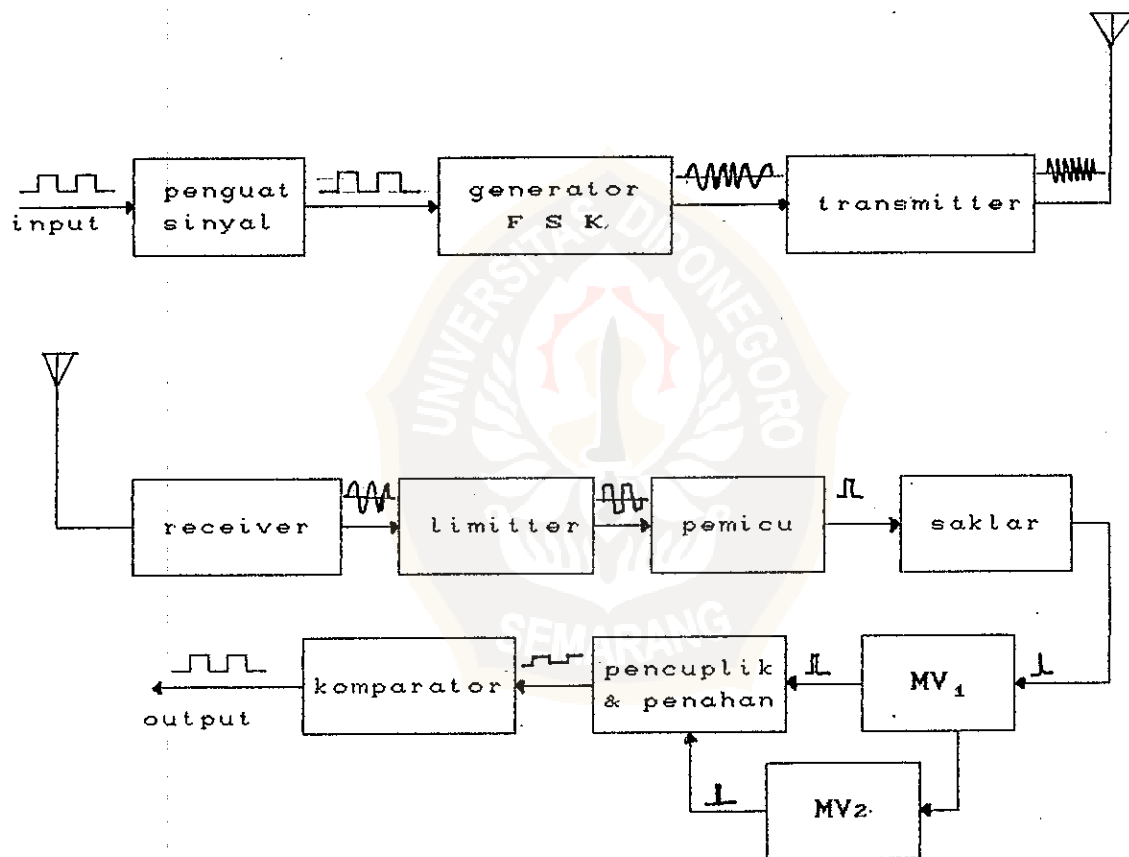 input
penguat
sinyal
generator
F S K
transmitter
receiver
limitter
pemicu
saklar
output
komparator
pencuplik
& penahan
MV1
MV2
UNIVERSITAS DIPONEGORO
SEMARANG